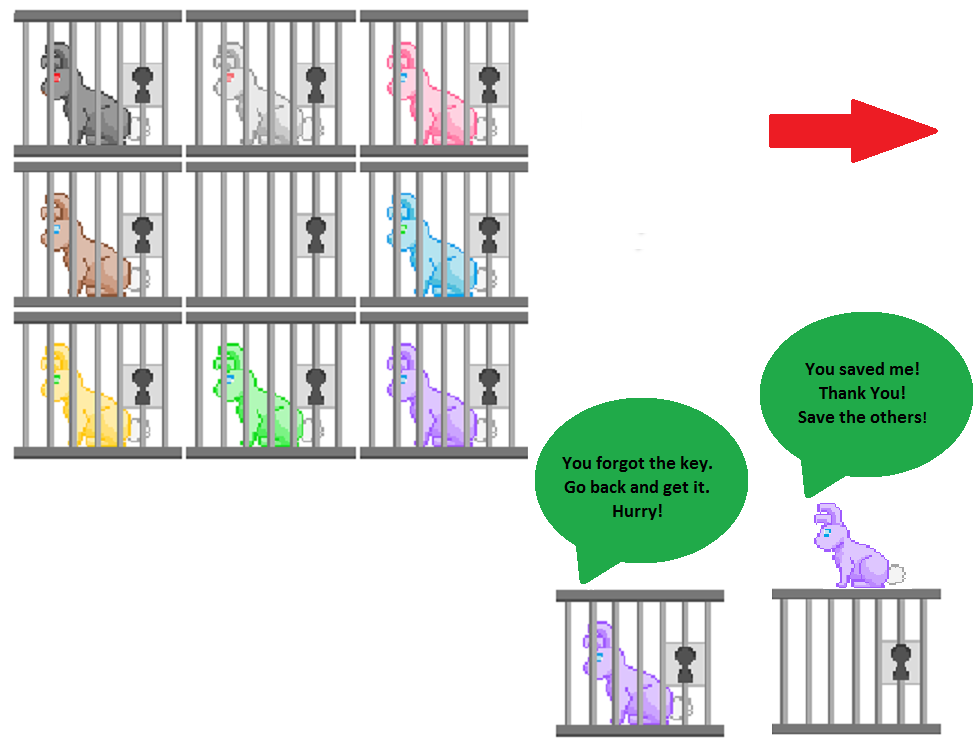 You saved me!
Thank You!
Save the others!
You forgot the key.
Go back and get it.
Hurry!